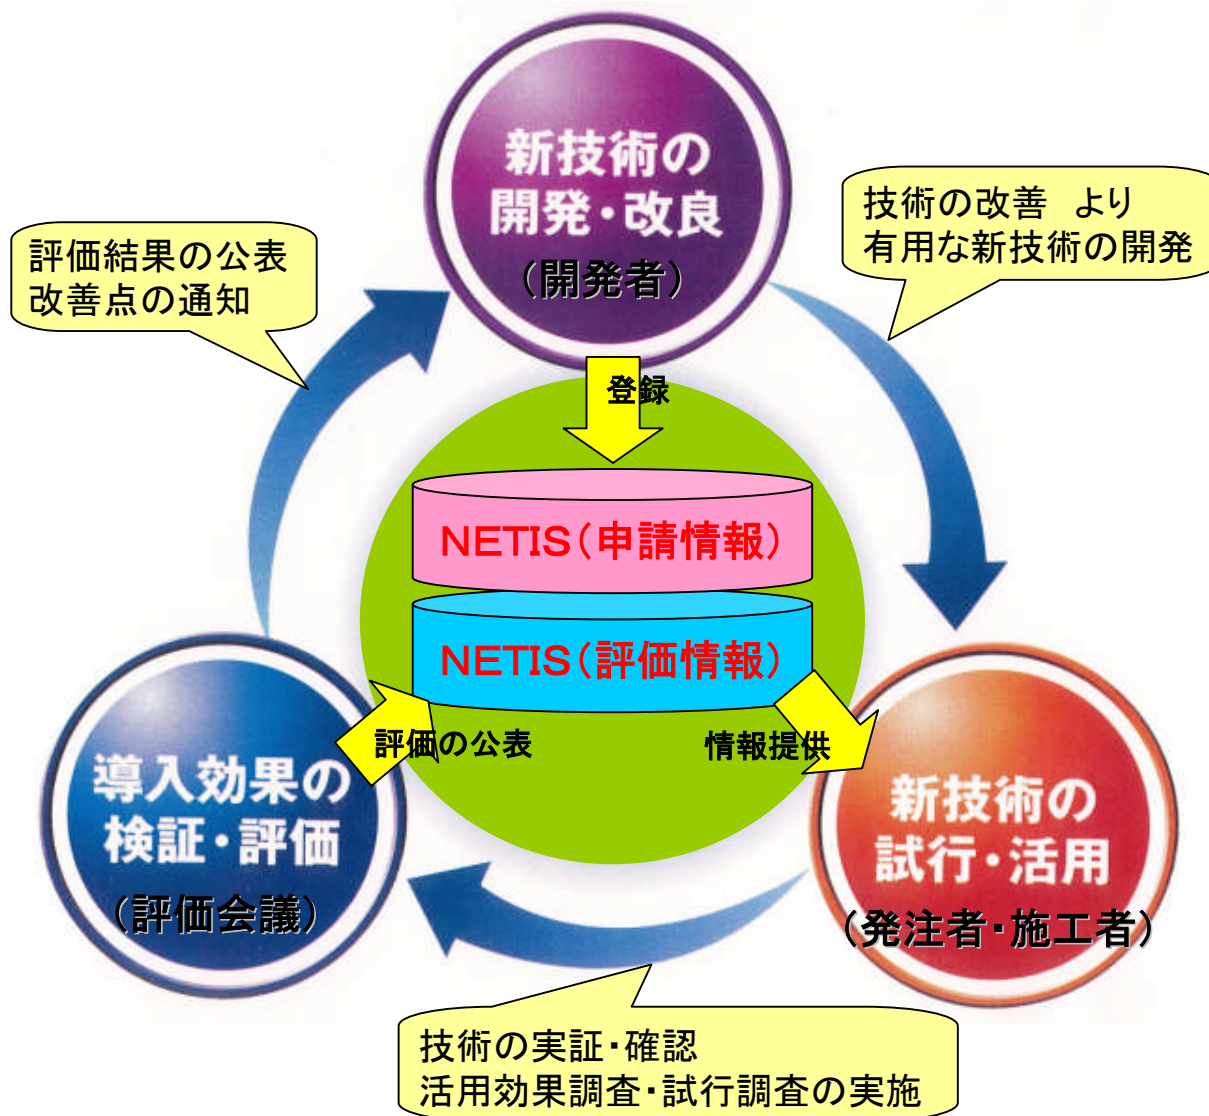 新技術の
開発・改良
(開発者)
技術の改善　より
有用な新技術の開発
評価結果の公表
改善点の通知
登録
NETIS(申請情報)
NETIS(評価情報)
評価の公表
情報提供
導入効果の
検証・評価
(評価会議)
新技術の
試行・活用
(発注者・施工者)
技術の実証・確認
活用効果調査・試行調査の実施